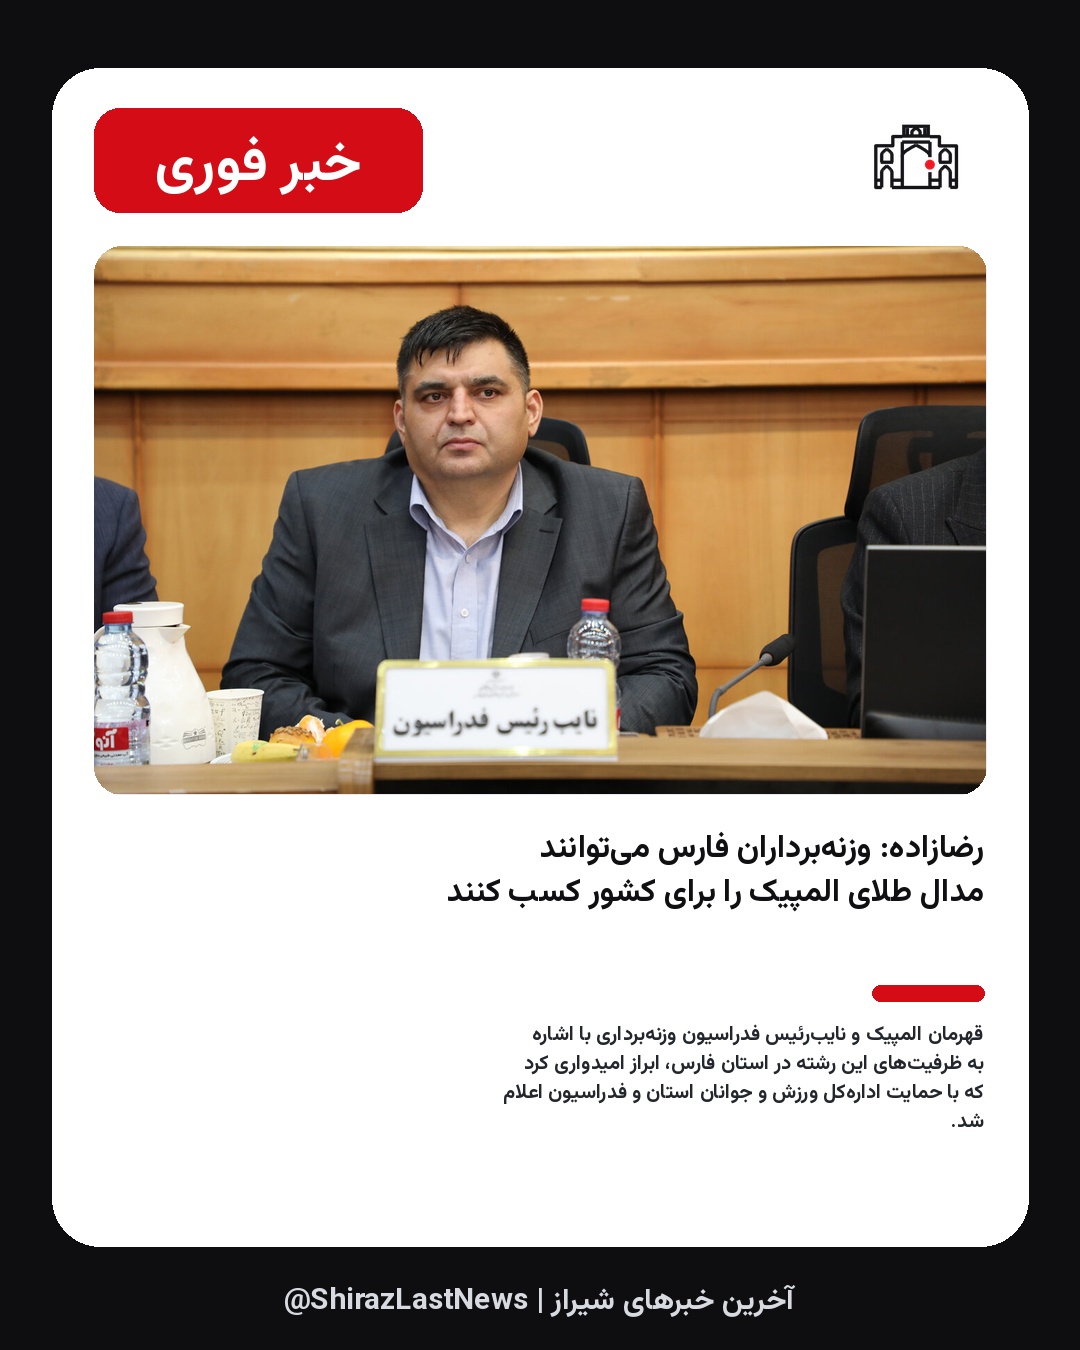 خبر فوری
نایب رئیس فدراسیون
رضازاده: وزنه‌برداران فارس می‌توانند
مدال طلای المپیک را برای کشور کسب کنند
قهرمان المپیک و نایب‌رئیس فدراسیون وزنه‌برداری با اشاره
به ظرفیت‌های این رشته در استان فارس، ابراز امیدواری کرد
که با حمایت اداره‌کل ورزش و جوانان استان و فدراسیون اعلام
شد.
آخرین خبرهای شیراز | @ShirazLastNews